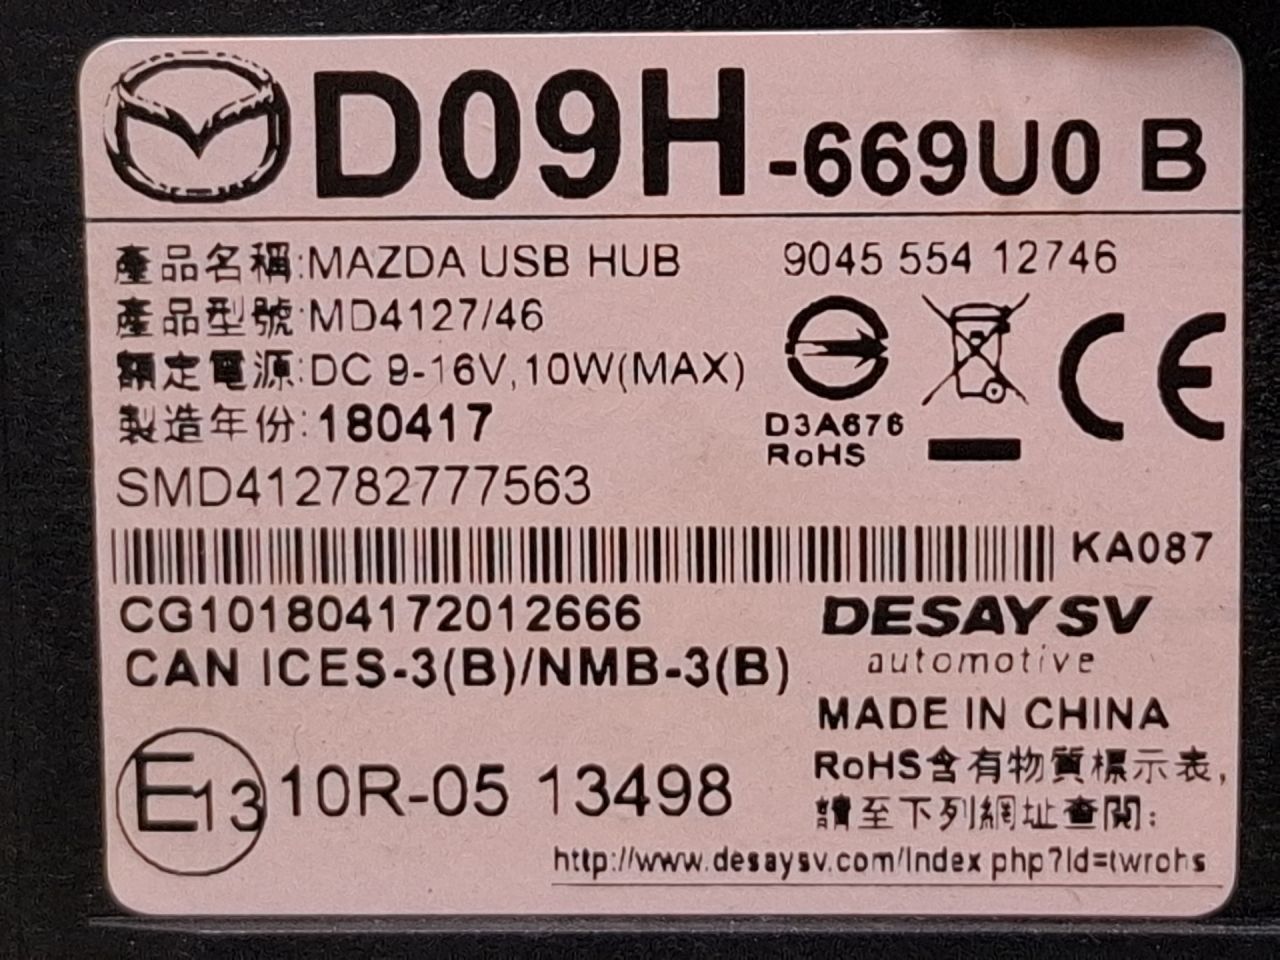 D09H-669U0 B
產品名稱:MAZDA USB HUB 9045 554 12746
產品型號:MD4127/46
額定電源:DC 9-16V,10W(MAX)
D3A676
製造年份:180417
RoHS
SMD412782777563
KA087
CG101804172012666
DESAY SV
automotive
CAN ICES-3(B)/NMB-3(B)
MADE IN CHINA
E13 10R-05 13498
RoHS含有物質標示表,
請至下列網址查閱:
http://www.desaysv.com/Index.php?Id=twrohs